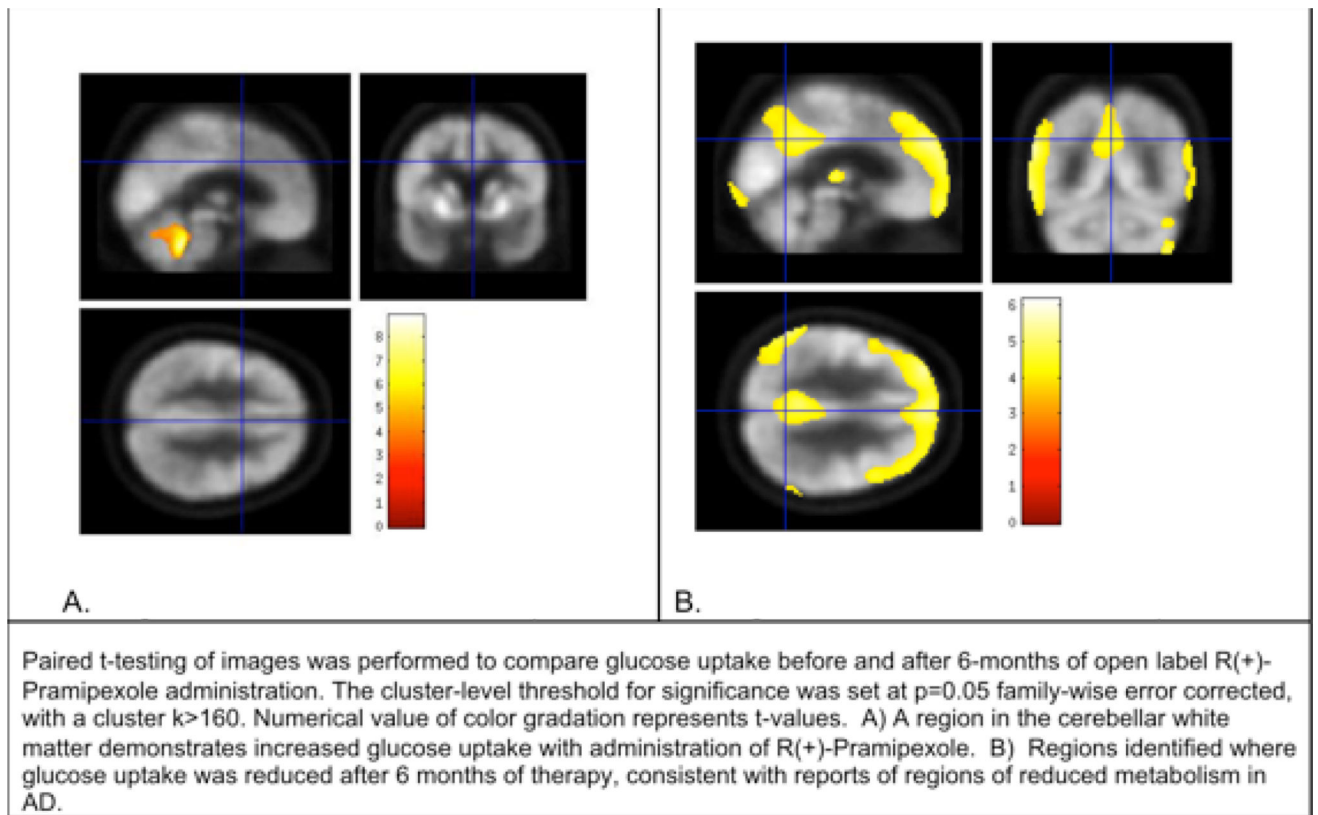 8
7
6
5
4
3
2
1
0
A.
6
5
4
3
2
1
0
B.
Paired t-testing of images was performed to compare glucose uptake before and after 6-months of open label R(+)-
Pramipexole administration. The cluster-level threshold for significance was set at p=0.05 family-wise error corrected,
with a cluster k>160. Numerical value of color gradation represents t-values.  A) A region in the cerebellar white
matter demonstrates increased glucose uptake with administration of R(+)-Pramipexole.  B)  Regions identified where
glucose uptake was reduced after 6 months of therapy, consistent with reports of regions of reduced metabolism in
AD.